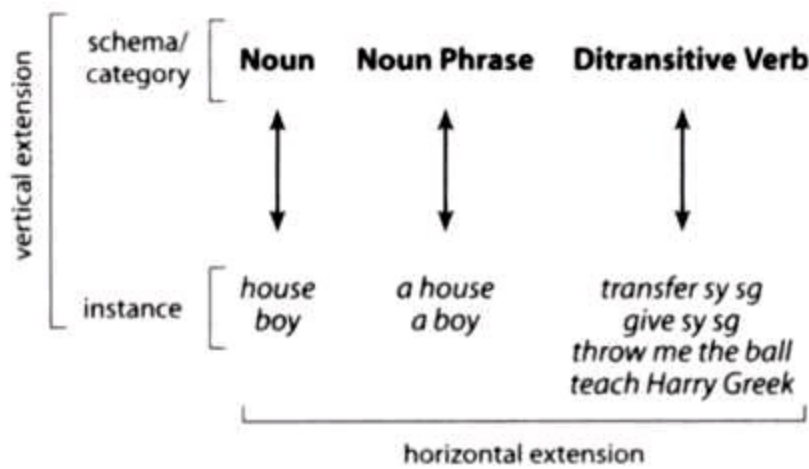 vertical extension
schema/
category
Noun
Noun Phrase
Ditransitive Verb
instance
house
boy
a house
a boy
transfer sy sg
give sy sg
throw me the ball
teach Harry Greek
horizontal extension